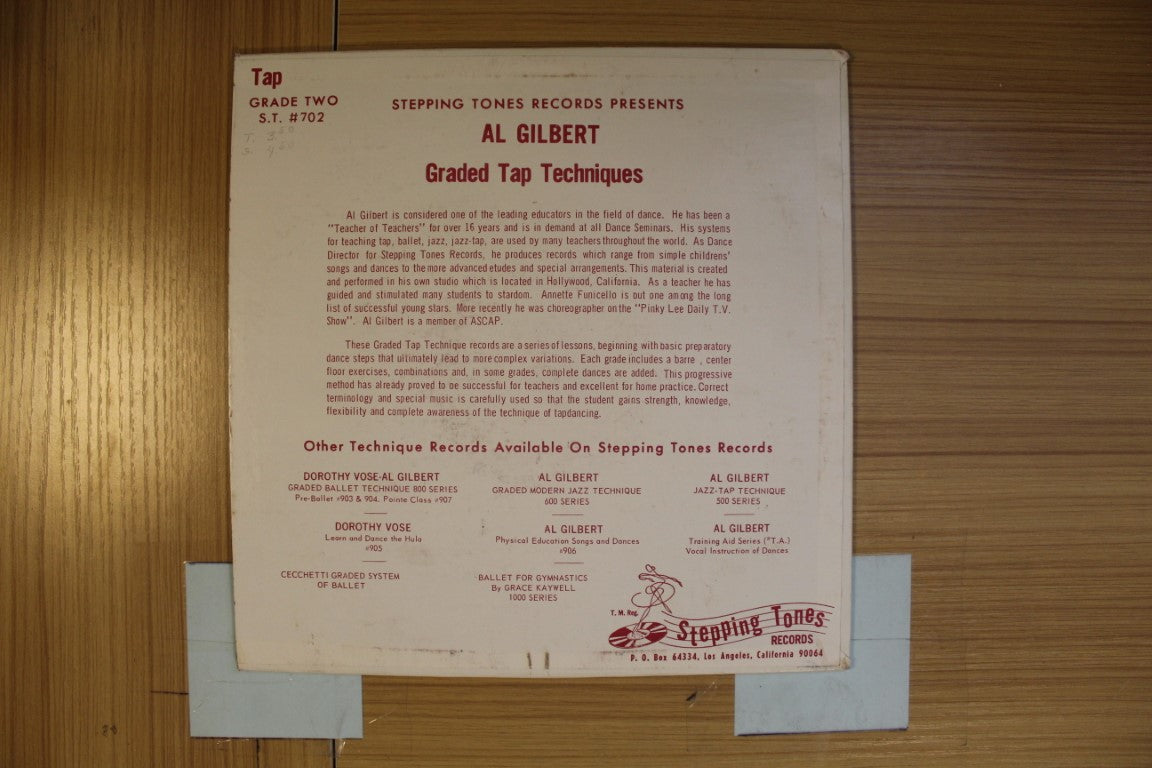 Tap
GRADE TWO
S.T. #702
T. 3.50
S. 4.50
STEPPING TONES RECORDS PRESENTS
AL GILBERT
Graded Tap Techniques
Al Gilbert is considered one of the leading educators in the field of dance. He has been a
"Teacher of Teachers" for over 16 years and is in demand at all Dance Seminars. His systems
for teaching tap, ballet, jazz, jazz-tap, are used by many teachers throughout the world. As Dance
Director for Stepping Tones Records, he produces records which range from simple childrens'
songs and dances to the more advanced etudes and special arrangements. This material is created
and performed in his own studio which is located in Hollywood, California. As a teacher he has
guided and stimulated many students to stardom. Annette Funicello is but one among the long
list of successful young stars. More recently he was choreographer on the "Pinky Lee Daily T.V.
Show". Al Gilbert is a member of ASCAP.
These Graded Tap Technique records are a series of lessons, beginning with basic preparatory
dance steps that ultimately lead to more complex variations. Each grade includes a barre , center
floor exercises, combinations and, in some grades, complete dances are added. This progressive
method has already proved to be successful for teachers and excellent for home practice. Correct
terminology and special music is carefully used so that the student gains strength, knowledge,
flexibility and complete awareness of the technique of tapdancing.
Other Technique Records Available On Stepping Tones Records
DOROTHY VOSE-AL GILBERT
GRADED BALLET TECHNIQUE 800 SERIES
Pre-Ballet #903 & 904, Pointe Class #907
DOROTHY VOSE
Learn and Dance the Hula
#905
CECCHETTI GRADED SYSTEM
OF BALLET
AL GILBERT
GRADED MODERN JAZZ TECHNIQUE
600 SERIES
AL GILBERT
Physical Education Songs and Dances
#906
BALLET FOR GYMNASTICS
By GRACE KAYWELL
1000 SERIES
AL GILBERT
JAZZ-TAP TECHNIQUE
500 SERIES
AL GILBERT
Training Aid Series (#T.A.)
Vocal Instruction of Dances
T. M. Reg.
Stepping Tones
RECORDS
P. O. Box 64334, Los Angeles, California 90064